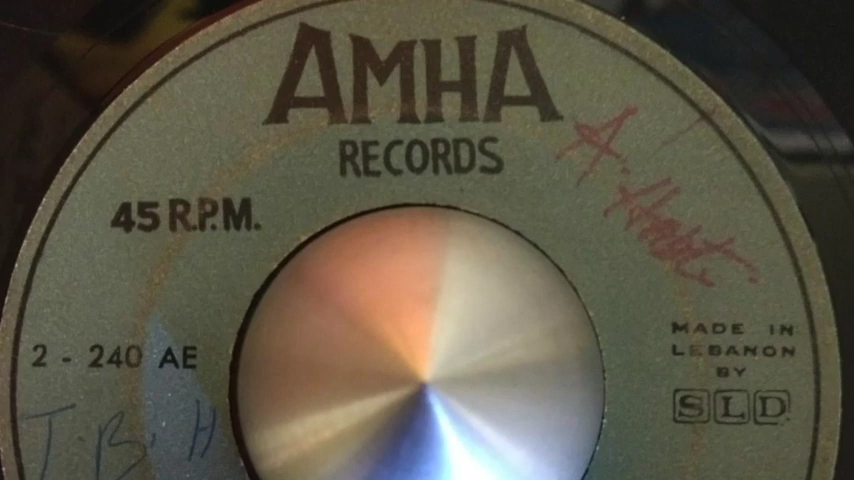 AMHA
RECORDS
45 R.P.M.
2 - 240 AE
MADE IN
LEBANON
BY
SLD
T.B.H